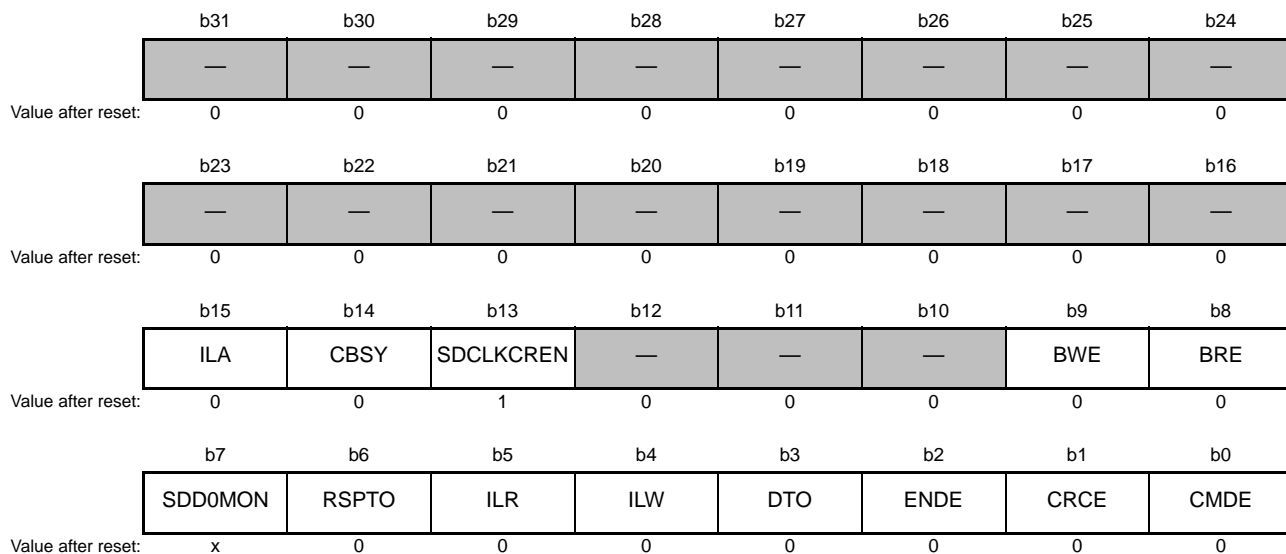 b31 b30 b29 b28 b27 b26 b25 b24
— — — — — — — —
Value after reset: 0 0 0 0 0 0 0 0
b23 b22 b21 b20 b19 b18 b17 b16
— — — — — — — —
Value after reset: 0 0 0 0 0 0 0 0
b15 b14 b13 b12 b11 b10 b9 b8
ILA CBSY SDCLKCREN — — — BWE BRE
Value after reset: 0 0 1 0 0 0 0 0
b7 b6 b5 b4 b3 b2 b1 b0
SDD0MON RSPTO ILR ILW DTO ENDE CRCE CMDE
Value after reset: x 0 0 0 0 0 0 0